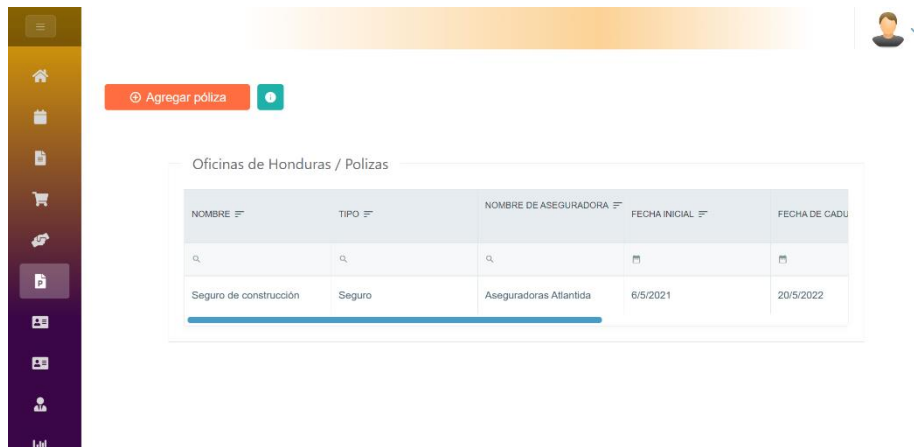 Agregar póliza
Oficinas de Honduras / Polizas
NOMBRE TIPO NOMBRE DE ASEGURADORA FECHA INICIAL FECHA DE CADU
Seguro de construcción Seguro Aseguradoras Atlantida 6/5/2021 20/5/2022